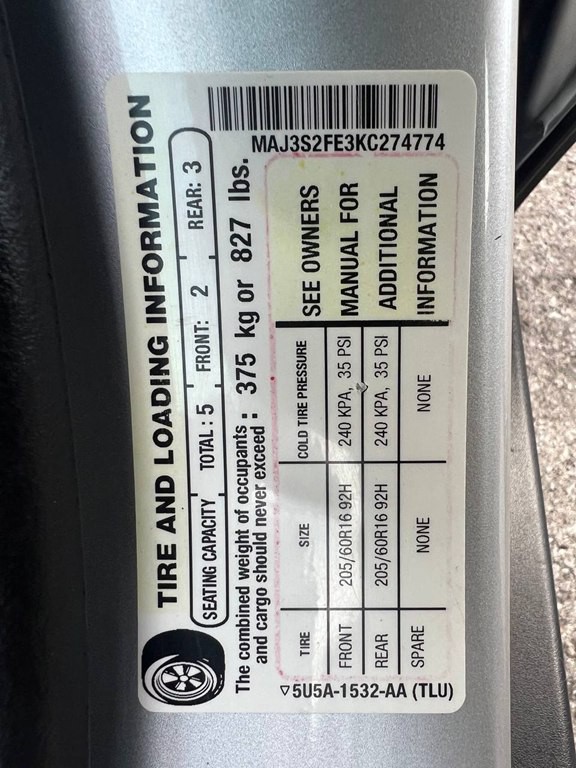 TIRE AND LOADING INFORMATION
SEATING CAPACITY TOTAL : 5 FRONT: 2 REAR: 3
The combined weight of occupants
and cargo should never exceed : 375 kg or 827 lbs.
TIRE SIZE COLD TIRE PRESSURE
FRONT 205/60R16 92H 240 KPA, 35 PSI
REAR 205/60R16 92H 240 KPA, 35 PSI
SPARE NONE NONE
SEE OWNERS
MANUAL FOR
ADDITIONAL
INFORMATION
▽5U5A-1532-AA (TLU)
MAJ3S2FE3KC274774